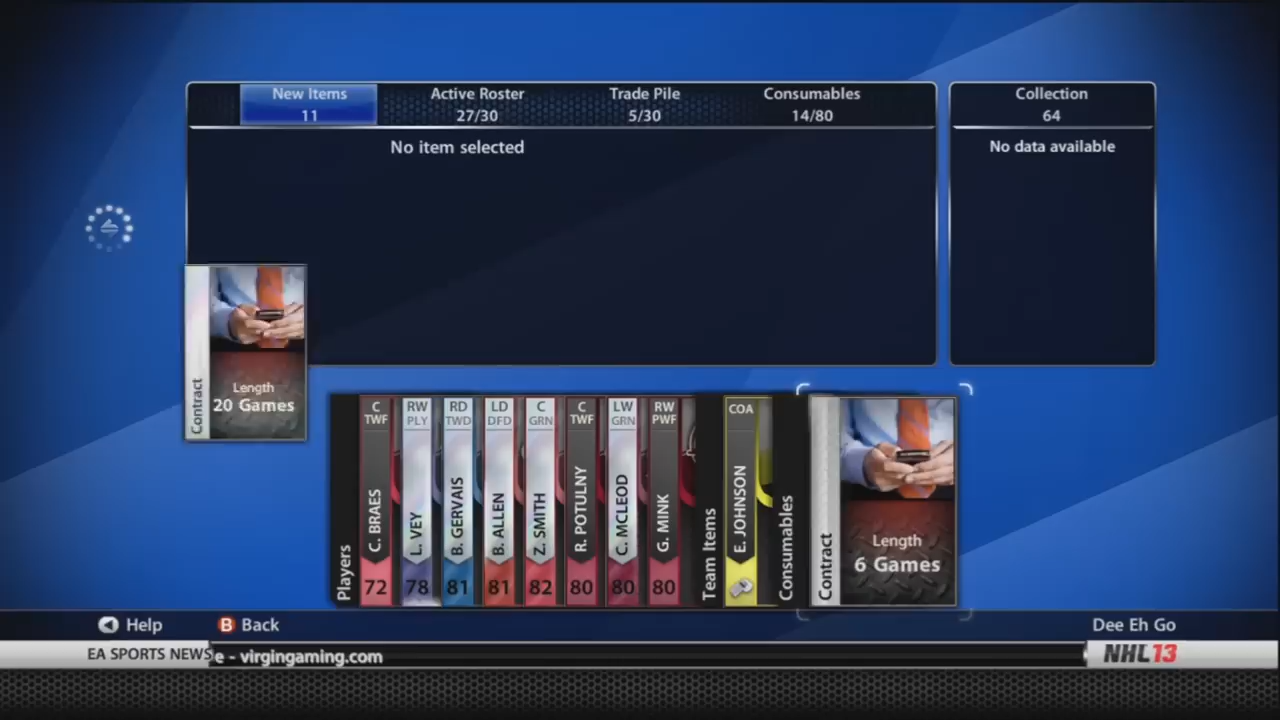 New Items
11
Active Roster
27/30
Trade Pile
5/30
Consumables
14/80
Collection
64
No item selected
No data available
Contract
Length
20 Games
Players
C
TWF
C. BRAES
72
RW
PLY
L. VEY
78
RD
TWD
B. GERVAIS
81
LD
DFD
B. ALLEN
81
C
GRN
Z. SMITH
82
C
TWF
R. POTULNY
80
LW
GRN
C. MCLEOD
80
RW
PWF
G. MINK
80
Team Items
COA
E. JOHNSON
Consumables
Contract
Length
6 Games
Help
B Back
Dee Eh Go
EA SPORTS NEWS
e - virgingaming.com
NHL13